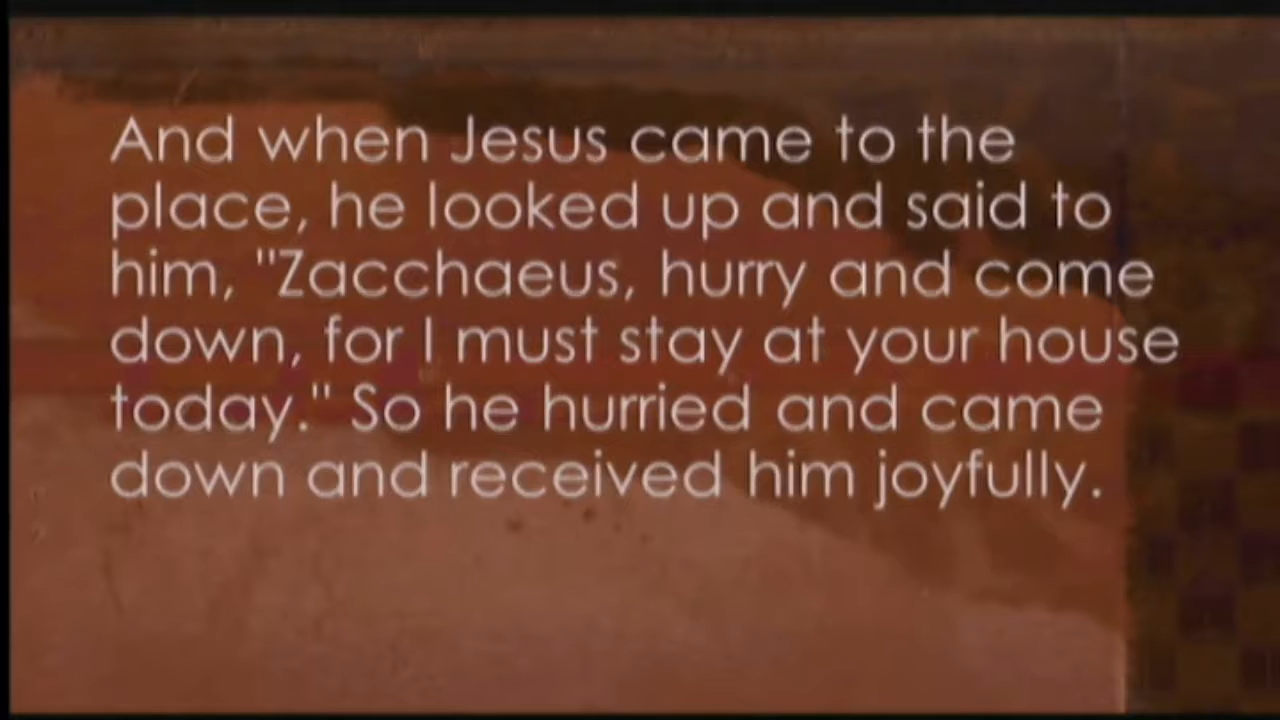 And when Jesus came to the
place, he looked up and said to
him, "Zacchaeus, hurry and come
down, for I must stay at your house
today." So he hurried and came
down and received him joyfully.